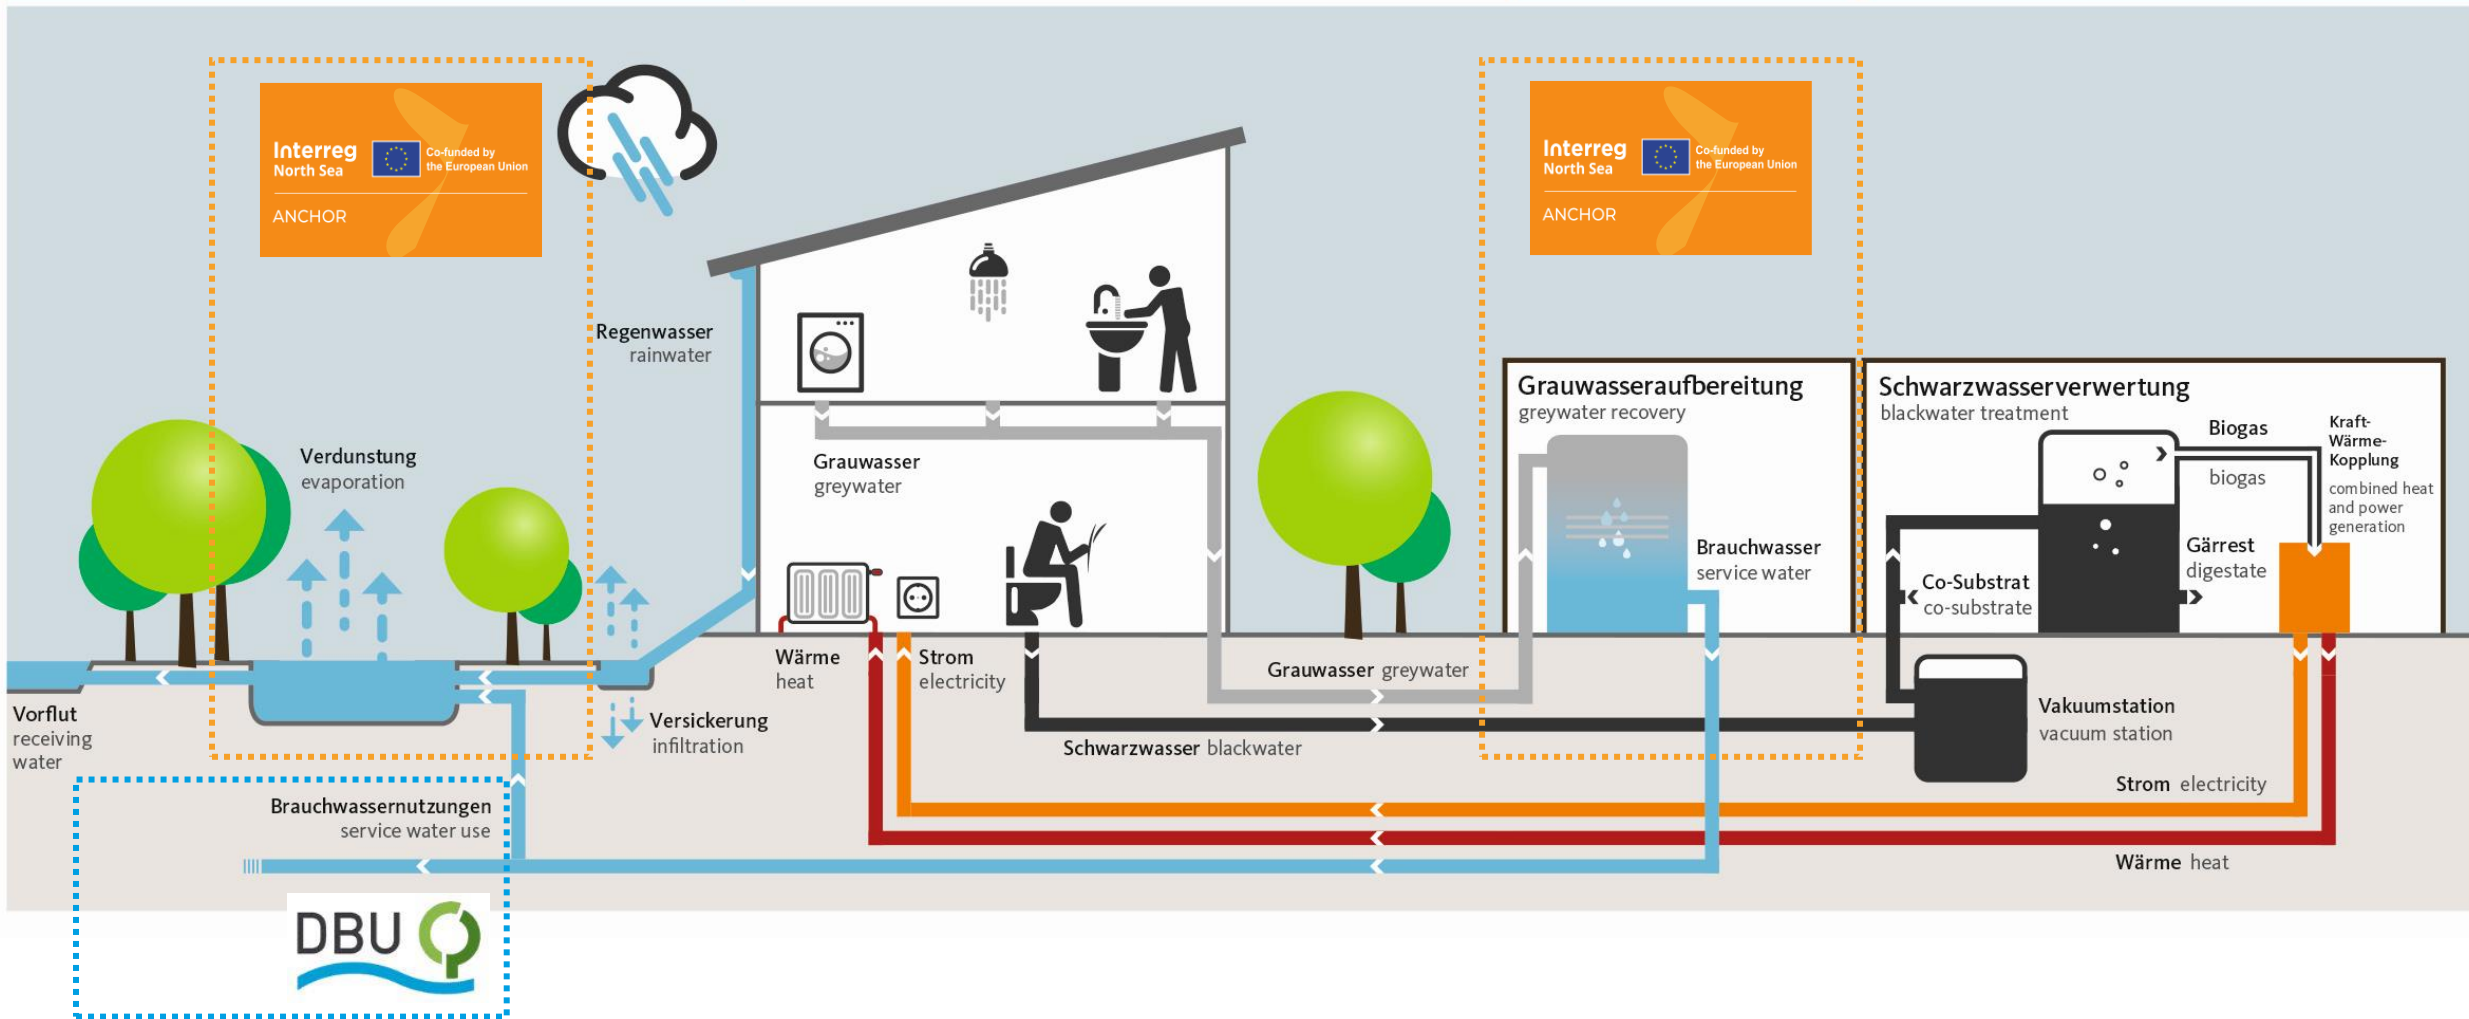 Interreg
North Sea
Co-funded by
the European Union
ANCHOR
Interreg
North Sea
Co-funded by
the European Union
ANCHOR
Regenwasser
rainwater
Verdunstung
evaporation
Grauwasser
greywater
Grauwasseraufbereitung
greywater recovery
Brauchwasser
service water
Schwarzwasserverwertung
blackwater treatment
Biogas
biogas
Kraft-
Wärme-
Kopplung
combined heat
and power
generation
Gärrest
digestate
Co-Substrat
co-substrate
Wärme
heat
Strom
electricity
Grauwasser greywater
Schwarzwasser blackwater
Vakuumstation
vacuum station
Vorflut
receiving
water
Versickerung
infiltration
Strom electricity
Wärme heat
Brauchwassernutzungen
service water use
DBU